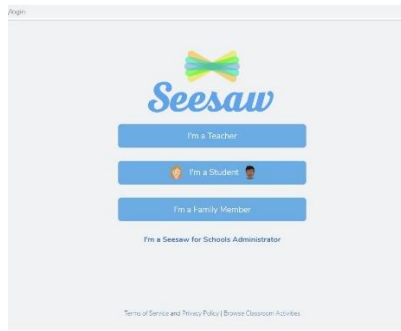 /login
Seesaw
I'm a Teacher
I'm a Student
I'm a Family Member
I'm a Seesaw for Schools Administrator
Terms of Service and Privacy Policy | Browse Classroom Activities